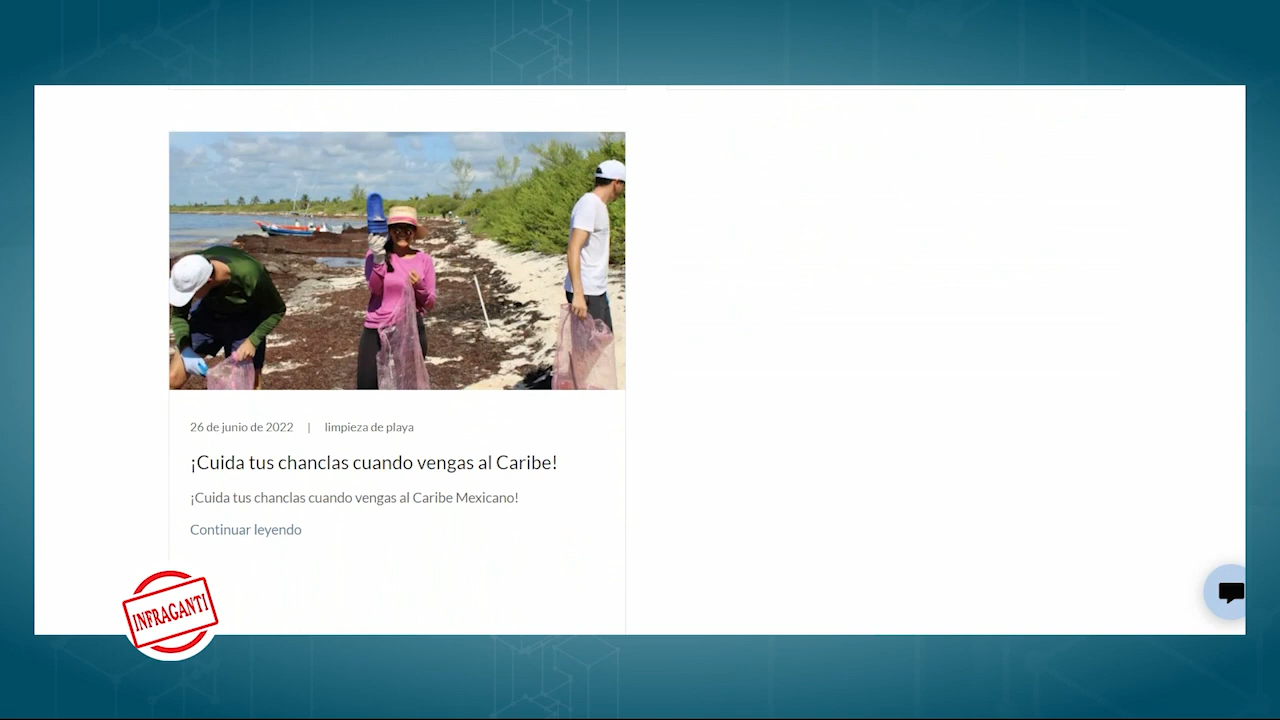 26 de junio de 2022 | limpieza de playa
¡Cuida tus chanclas cuando vengas al Caribe!
¡Cuida tus chanclas cuando vengas al Caribe Mexicano!
Continuar leyendo
INFRAGANTI